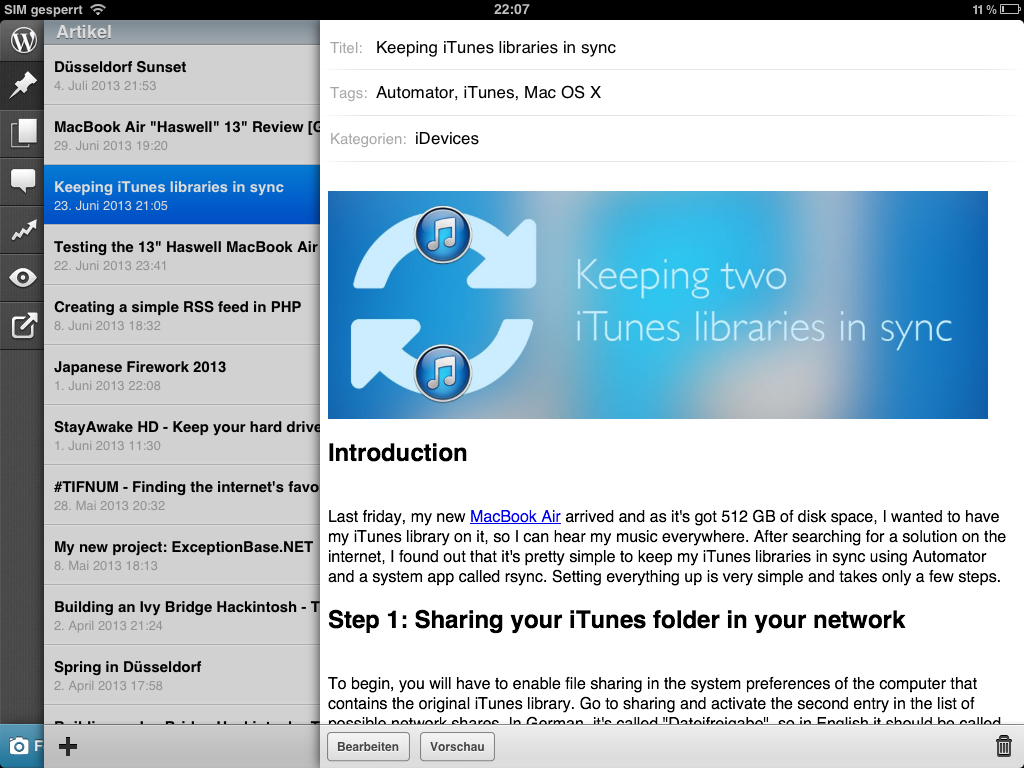 SIM gesperrt 22:07 11 %
Artikel
Düsseldorf Sunset
4. Juli 2013 21:53
MacBook Air "Haswell" 13" Review [G
29. Juni 2013 19:20
Keeping iTunes libraries in sync
23. Juni 2013 21:05
Testing the 13" Haswell MacBook Air
22. Juni 2013 23:41
Creating a simple RSS feed in PHP
8. Juni 2013 18:32
Japanese Firework 2013
1. Juni 2013 22:08
StayAwake HD - Keep your hard drive
1. Juni 2013 11:30
#TIFNUM - Finding the internet's favo
28. Mai 2013 20:32
My new project: ExceptionBase.NET
8. Mai 2013 18:13
Building an Ivy Bridge Hackintosh - T
2. April 2013 21:24
Spring in Düsseldorf
2. April 2013 17:58
F
Titel: Keeping iTunes libraries in sync
Tags: Automator, iTunes, Mac OS X
Kategorien: iDevices
Keeping two
iTunes libraries in sync
Introduction
Last friday, my new MacBook Air arrived and as it's got 512 GB of disk space, I wanted to have
my iTunes library on it, so I can hear my music everywhere. After searching for a solution on the
internet, I found out that it's pretty simple to keep my iTunes libraries in sync using Automator
and a system app called rsync. Setting everything up is very simple and takes only a few steps.
Step 1: Sharing your iTunes folder in your network
To begin, you will have to enable file sharing in the system preferences of the computer that
contains the original iTunes library. Go to sharing and activate the second entry in the list of
possible network shares. In German, it's called "Dateifreigabe", so in English it should be called
Bearbeiten Vorschau